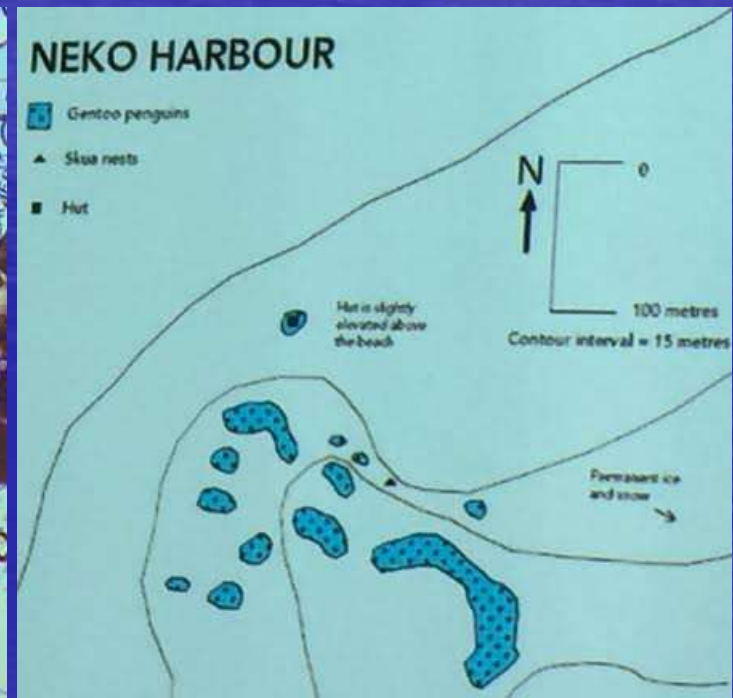 NEKO HARBOUR
Gentoo penguins
Skua nests
Hut
N
0
100 metres
Contour interval = 15 metres
Hut is slightly
elevated above
the beach
Permanent ice
and snow